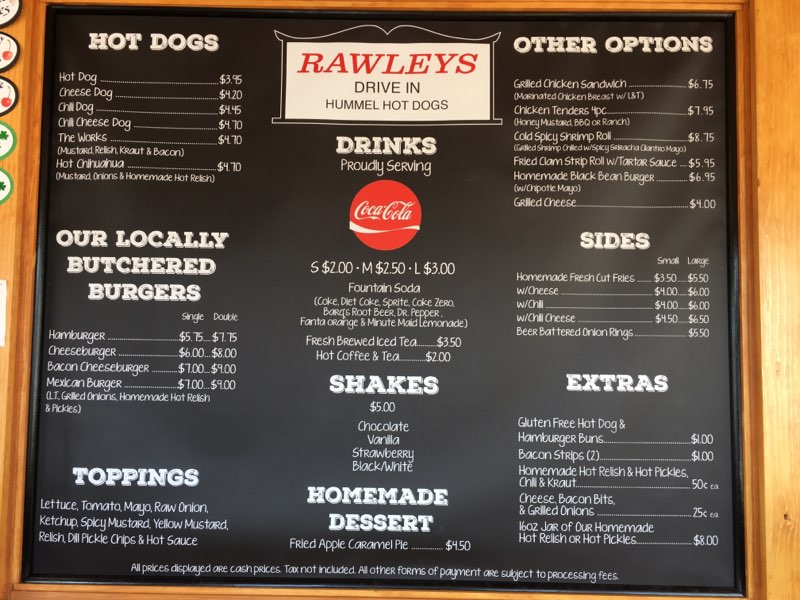 RAWLEYS
DRIVE IN
HUMMEL HOT DOGS
HOT DOGS
Hot Dog $3.95
Cheese Dog $4.20
Chili Dog $4.45
Chili Cheese Dog $4.70
The Works $4.70
(Mustard, Relish, Kraut & Bacon)
Hot Chihuahua $4.70
(Mustard, Onions & Homemade Hot Relish)
OUR LOCALLY
BUTCHERED
BURGERS
Single Double
Hamburger $5.75 $7.75
Cheeseburger $6.00 $8.00
Bacon Cheeseburger $7.00 $9.00
Mexican Burger $7.00 $9.00
(LT, Grilled Onions, Homemade Hot Relish
& Pickles)
TOPPINGS
Lettuce, Tomato, Mayo, Raw Onion,
Ketchup, Spicy Mustard, Yellow Mustard,
Relish, Dill Pickle Chips & Hot Sauce
DRINKS
Proudly Serving
Coca-Cola
S $2.00 • M $2.50 • L $3.00
Fountain Soda
(Coke, Diet Coke, Sprite, Coke Zero,
Barq's Root Beer, Dr. Pepper,
Fanta orange & Minute Maid Lemonade)
Fresh Brewed Iced Tea $3.50
Hot Coffee & Tea $2.00
SHAKES
$5.00
Chocolate
Vanilla
Strawberry
Black/White
HOMEMADE
DESSERT
Fried Apple Caramel Pie $4.50
OTHER OPTIONS
Grilled Chicken Sandwich $6.75
(Marinated Chicken Breast w/ L&T)
Chicken Tenders 4pc $7.95
(Honey Mustard, BBQ or Ranch)
Cold Spicy Shrimp Roll $8.75
(Grilled Shrimp Chilled w/Spicy Sriracha Cilantro Mayo)
Fried Clam Strip Roll w/Tartar Sauce $5.95
Homemade Black Bean Burger $6.95
(w/Chipotle Mayo)
Grilled Cheese $4.00
SIDES
Small Large
Homemade Fresh Cut Fries $3.50 $5.50
w/Cheese $4.00 $6.00
w/Chili $4.00 $6.00
w/Chili Cheese $4.50 $6.50
Beer Battered Onion Rings $5.50
EXTRAS
Gluten Free Hot Dog &
Hamburger Buns $1.00
Bacon Strips (2) $1.00
Homemade Hot Relish & Hot Pickles,
Chili & Kraut 50¢ ea
Cheese, Bacon Bits,
& Grilled Onions 25¢ ea
16oz Jar of Our Homemade
Hot Relish or Hot Pickles $8.00
All prices displayed are cash prices. Tax not included. All other forms of payment are subject to processing fees.